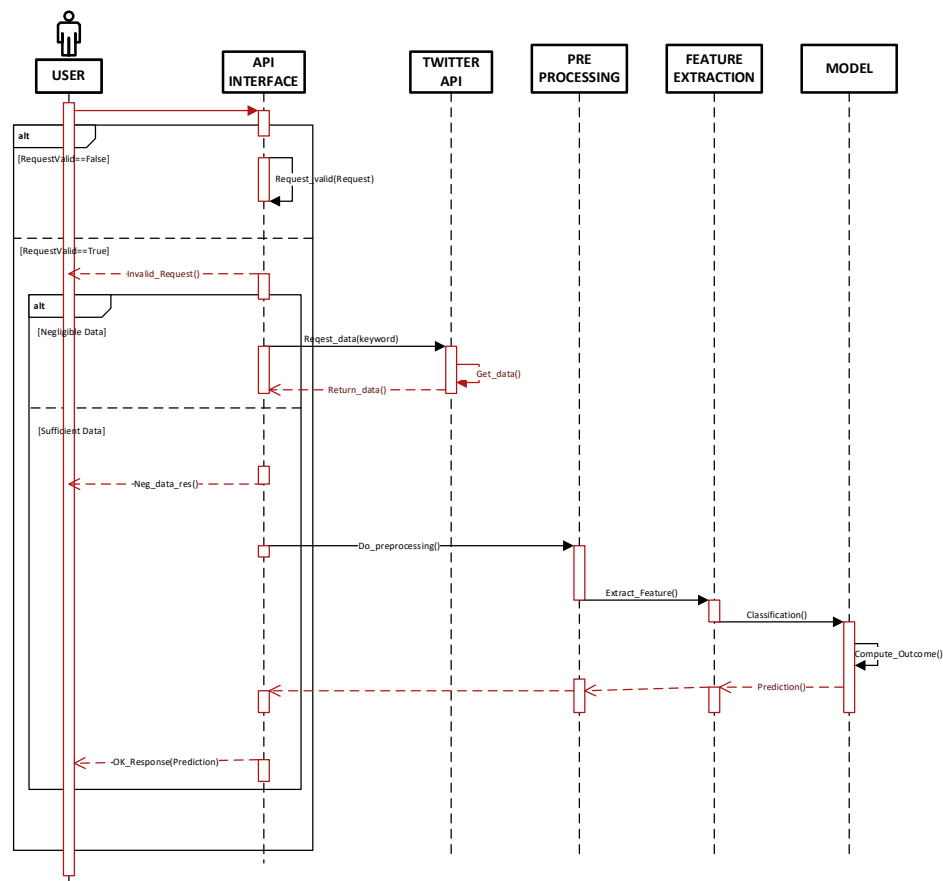 USER
API
INTERFACE
TWITTER
API
PRE
PROCESSING
FEATURE
EXTRACTION
MODEL
alt
[RequestValid==False]
Request_valid(Request)
[RequestValid==True]
Invalid_Request()
alt
[Negligible Data]
Reqest_data(keyword)
Get_data()
Return_data()
[Sufficient Data]
Neg_data_res()
Do_preprocessing()
Extract_Feature()
Classification()
Compute_Outcome()
Prediction()
OK_Response(Prediction)